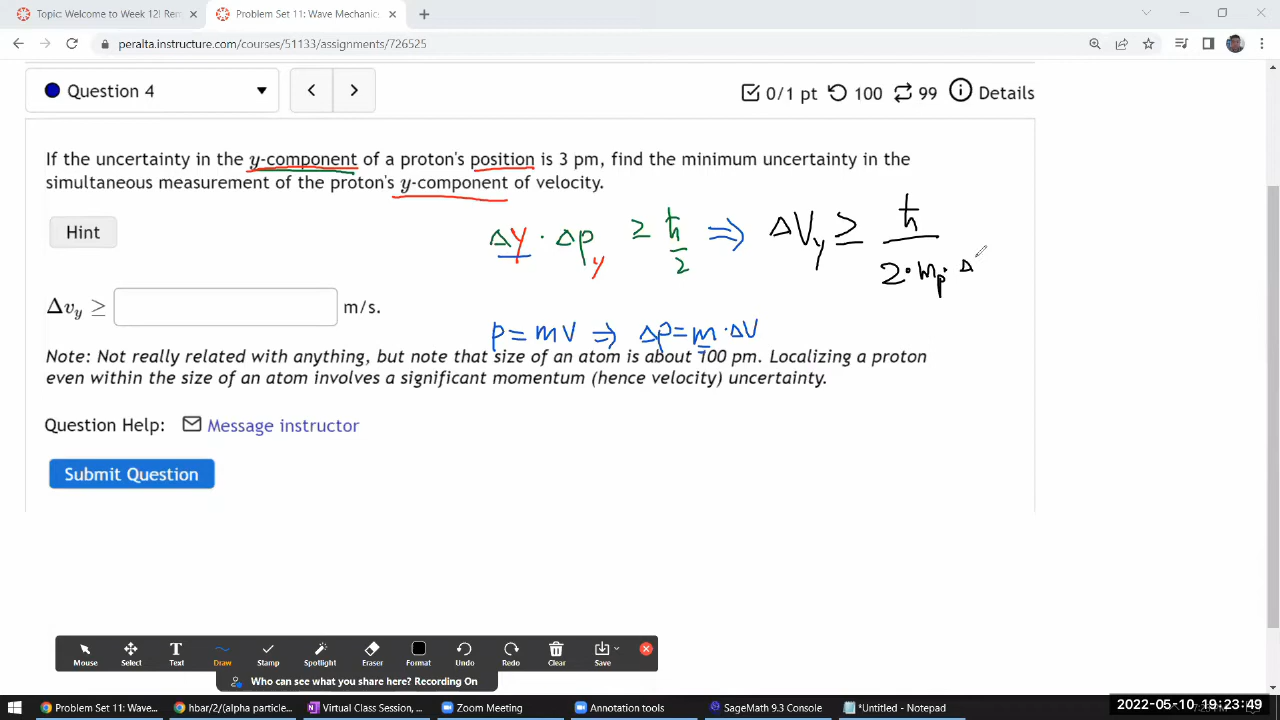 Topic: Welcome to Week 12! Rem
Problem Set 11: Wave Mechanics
peralta.instructure.com/courses/51133/assignments/726525
Question 4
0/1 pt 100 99 Details
If the uncertainty in the y-component of a proton's position is 3 pm, find the minimum uncertainty in the
simultaneous measurement of the proton's y-component of velocity.
Hint
Δy · Δp_y ≥ ħ/2 ⇒ ΔV_y ≥ ħ/(2·m_p·Δ
Δv_y ≥ m/s.
p = mV ⇒ Δp = m·ΔV
Note: Not really related with anything, but note that size of an atom is about 100 pm. Localizing a proton
even within the size of an atom involves a significant momentum (hence velocity) uncertainty.
Question Help: Message instructor
Submit Question
Mouse Select Text Draw Stamp Spotlight Eraser Format Undo Redo Clear Save
Who can see what you share here? Recording On
Problem Set 11: Wave... hbar/2/(alpha particle... Virtual Class Session, ... Zoom Meeting Annotation tools SageMath 9.3 Console *Untitled - Notepad
2022-05-10 19:23:49